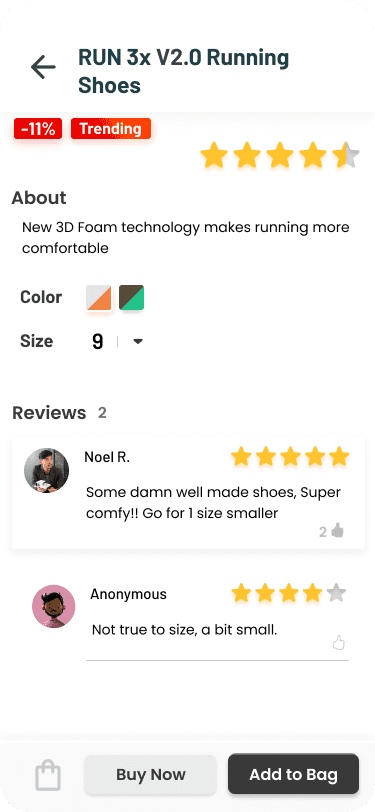 RUN 3x V2.0 Running
Shoes
-11%
Trending
About
New 3D Foam technology makes running more
comfortable
Color
Size 9
Reviews 2
Noel R.
Some damn well made shoes, Super
comfy!! Go for 1 size smaller
2
Anonymous
Not true to size, a bit small.
Buy Now
Add to Bag